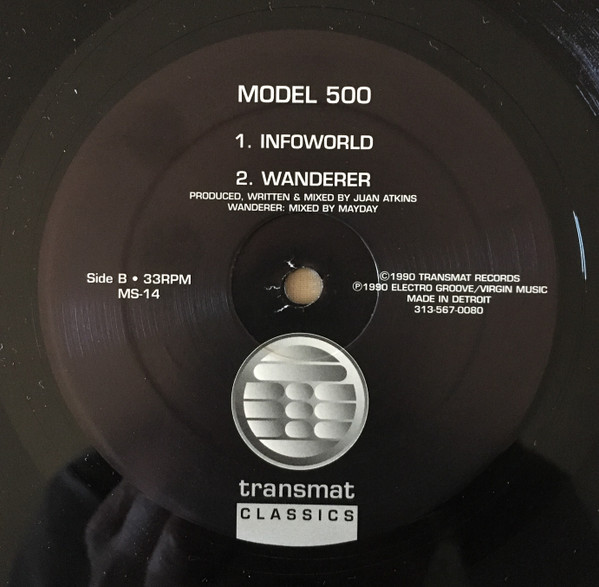 MODEL 500
1. INFOWORLD
2. WANDERER
PRODUCED, WRITTEN & MIXED BY JUAN ATKINS
WANDERER: MIXED BY MAYDAY
Side B • 33RPM
MS-14
©1990 TRANSMAT RECORDS
℗1990 ELECTRO GROOVE/VIRGIN MUSIC
MADE IN DETROIT
313-567-0080
transmat
CLASSICS